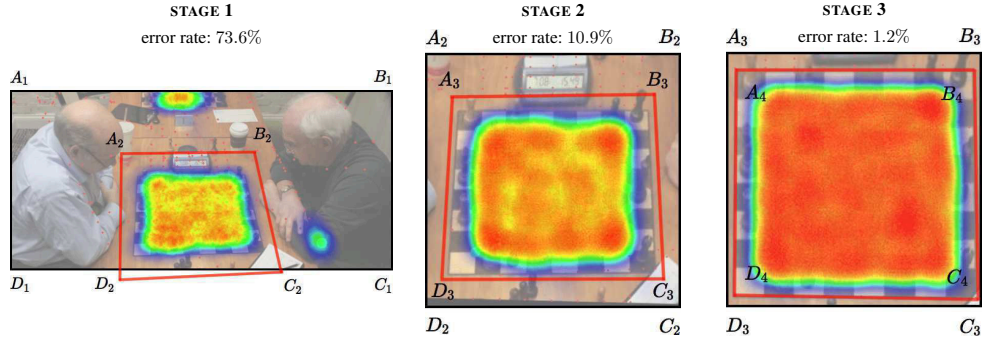 STAGE 1
error rate: 73.6%
A1 B1
A2 B2
D1 D2 C2 C1
STAGE 2
error rate: 10.9%
A2 B2
A3 B3
D3 C3
D2 C2
STAGE 3
error rate: 1.2%
A3 B3
A4 B4
D4 C4
D3 C3